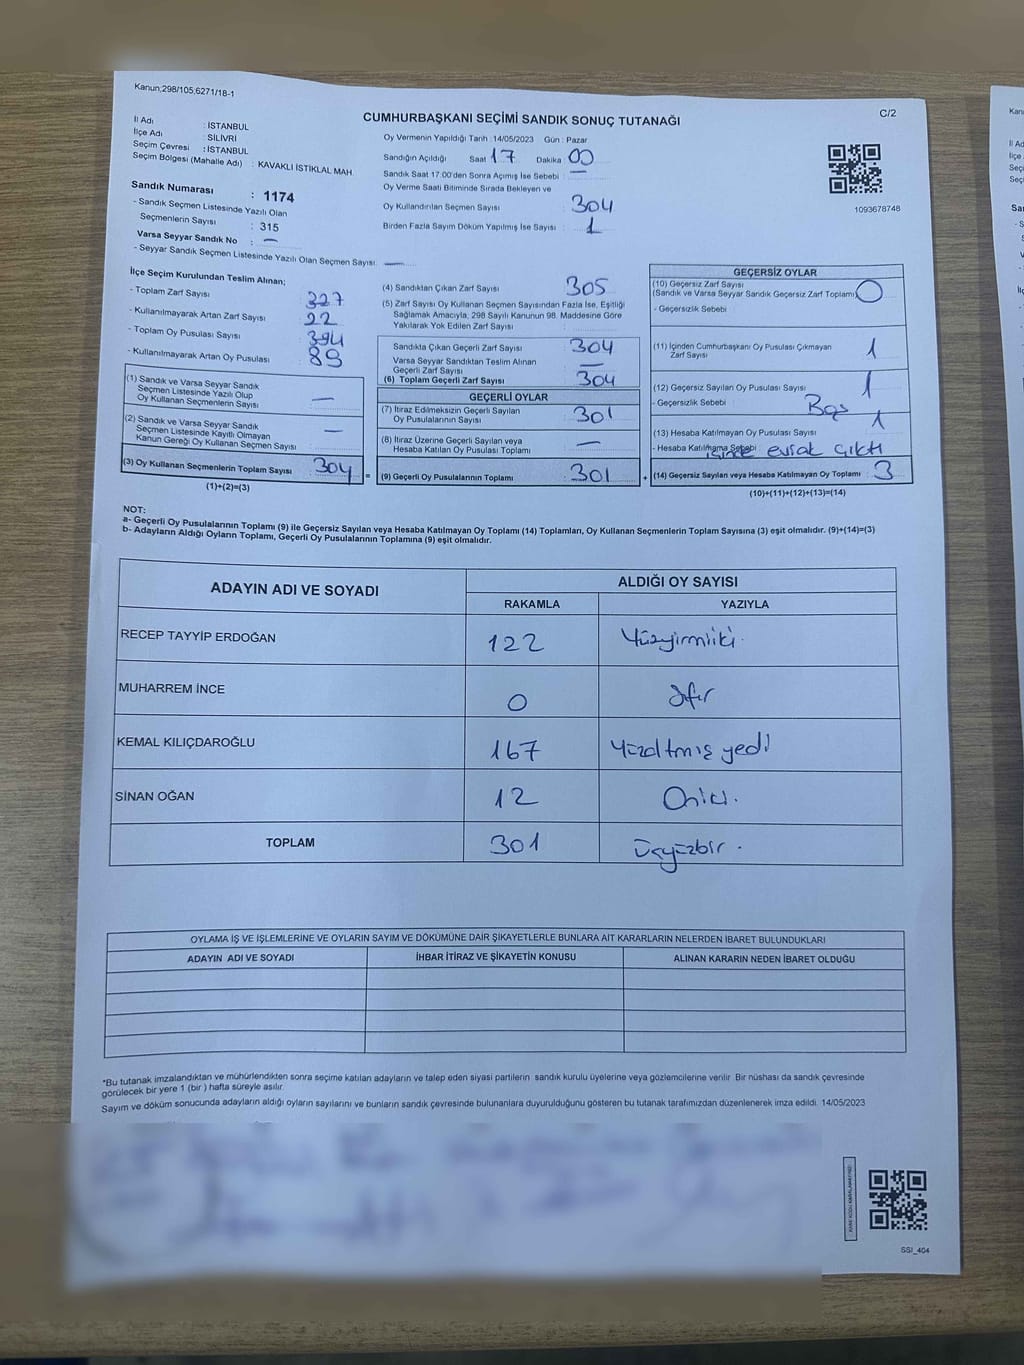 Kanun;298/105,6271/18-1
C/2
CUMHURBAŞKANI SEÇİMİ SANDIK SONUÇ TUTANAĞI
İl Adı : İSTANBUL
İlçe Adı : SİLİVRİ
Seçim Çevresi : İSTANBUL
Seçim Bölgesi (Mahalle Adı) : KAVAKLI İSTİKLAL MAH.
Sandık Numarası : 1174
- Sandık Seçmen Listesinde Yazılı Olan
Seçmenlerin Sayısı : 315
Varsa Seyyar Sandık No : —
- Seyyar Sandık Seçmen Listesinde Yazılı Olan Seçmen Sayısı: —
Oy Vermenin Yapıldığı Tarih :14/05/2023 Gün : Pazar
Sandığın Açıldığı Saat 17 Dakika 00
Sandık Saat 17.00'den Sonra Açımış İse Sebebi : —
Oy Verme Saati Bitiminde Sırada Bekleyen ve
Oy Kullandırılan Seçmen Sayısı : 304
Birden Fazla Sayım Döküm Yapılmış İse Sayısı : 1
1093678748
İlçe Seçim Kurulundan Teslim Alınan;
- Toplam Zarf Sayısı : 327
- Kullanılmayarak Artan Zarf Sayısı : 22
- Toplam Oy Pusulası Sayısı : 394
- Kullanılmayarak Artan Oy Pusulası : 89
(1) Sandık ve Varsa Seyyar Sandık
Seçmen Listesinde Yazılı Olup
Oy Kullanan Seçmenlerin Sayısı : —
(2) Sandık ve Varsa Seyyar Sandık
Seçmen Listesinde Kayıtlı Olmayan
Kanun Gereği Oy Kullanan Seçmen Sayısı : —
(3) Oy Kullanan Seçmenlerin Toplam Sayısı : 304 =
(1)+(2)=(3)
(4) Sandıktan Çıkan Zarf Sayısı : 305
(5) Zarf Sayısı Oy Kullanan Seçmen Sayısından Fazla İse, Eşitliği
Sağlamak Amacıyla, 298 Sayılı Kanunun 98. Maddesine Göre
Yakılarak Yok Edilen Zarf Sayısı :
Sandıkta Çıkan Geçerli Zarf Sayısı : 304
Varsa Seyyar Sandıktan Teslim Alınan
Geçerli Zarf Sayısı : —
(6) Toplam Geçerli Zarf Sayısı : 304
GEÇERLİ OYLAR
(7) İtiraz Edilmeksizin Geçerli Sayılan
Oy Pusulalarının Sayısı : 301
(8) İtiraz Üzerine Geçerli Sayılan veya
Hesaba Katılan Oy Pusulası Toplamı : —
(9) Geçerli Oy Pusulalarının Toplamı : 301 +
GEÇERSİZ OYLAR
(10) Geçersiz Zarf Sayısı
(Sandık ve Varsa Seyyar Sandık Geçersiz Zarf Toplamı) : 0
- Geçersizlik Sebebi :
(11) İçinden Cumhurbaşkanı Oy Pusulası Çıkmayan
Zarf Sayısı : 1
(12) Geçersiz Sayılan Oy Pusulası Sayısı : 1
- Geçersizlik Sebebi : Boş
(13) Hesaba Katılmayan Oy Pusulası Sayısı : 1
- Hesaba Katılmama Sebebi : içinde evrak çıktı
(14) Geçersiz Sayılan veya Hesaba Katılmayan Oy Toplamı : 3
(10)+(11)+(12)+(13)=(14)
NOT:
a- Geçerli Oy Pusulalarının Toplamı (9) ile Geçersiz Sayılan veya Hesaba Katılmayan Oy Toplamı (14) Toplamları, Oy Kullanan Seçmenlerin Toplam Sayısına (3) eşit olmalıdır. (9)+(14)=(3)
b- Adayların Aldığı Oyların Toplamı, Geçerli Oy Pusulalarının Toplamına (9) eşit olmalıdır.
ADAYIN ADI VE SOYADI ALDIĞI OY SAYISI
RAKAMLA YAZIYLA
RECEP TAYYİP ERDOĞAN 122 Yüzyirmiiki.
MUHARREM İNCE 0 Sıfır
KEMAL KILIÇDAROĞLU 167 Yüzaltmış yedi
SİNAN OĞAN 12 Oniki.
TOPLAM 301 Üçyüzbir.
OYLAMA İŞ VE İŞLEMLERİNE VE OYLARIN SAYIM VE DÖKÜMÜNE DAİR ŞİKAYETLERLE BUNLARA AİT KARARLARIN NELERDEN İBARET BULUNDUKLARI
ADAYIN ADI VE SOYADI İHBAR İTİRAZ VE ŞİKAYETİN KONUSU ALINAN KARARIN NEDEN İBARET OLDUĞU
*Bu tutanak imzalandıktan ve mühürlendikten sonra seçime katılan adayların ve talep eden siyasi partilerin sandık kurulu üyelerine veya gözlemcilerine verilir. Bir nüshası da sandık çevresinde
görülecek bir yere 1 (bir ) hafta süreyle asılır.
Sayım ve döküm sonucunda adayların aldığı oyların sayılarını ve bunların sandık çevresinde bulunanlara duyurulduğunu gösteren bu tutanak tarafımızdan düzenlenerek imza edildi. 14/05/2023
SSI_404